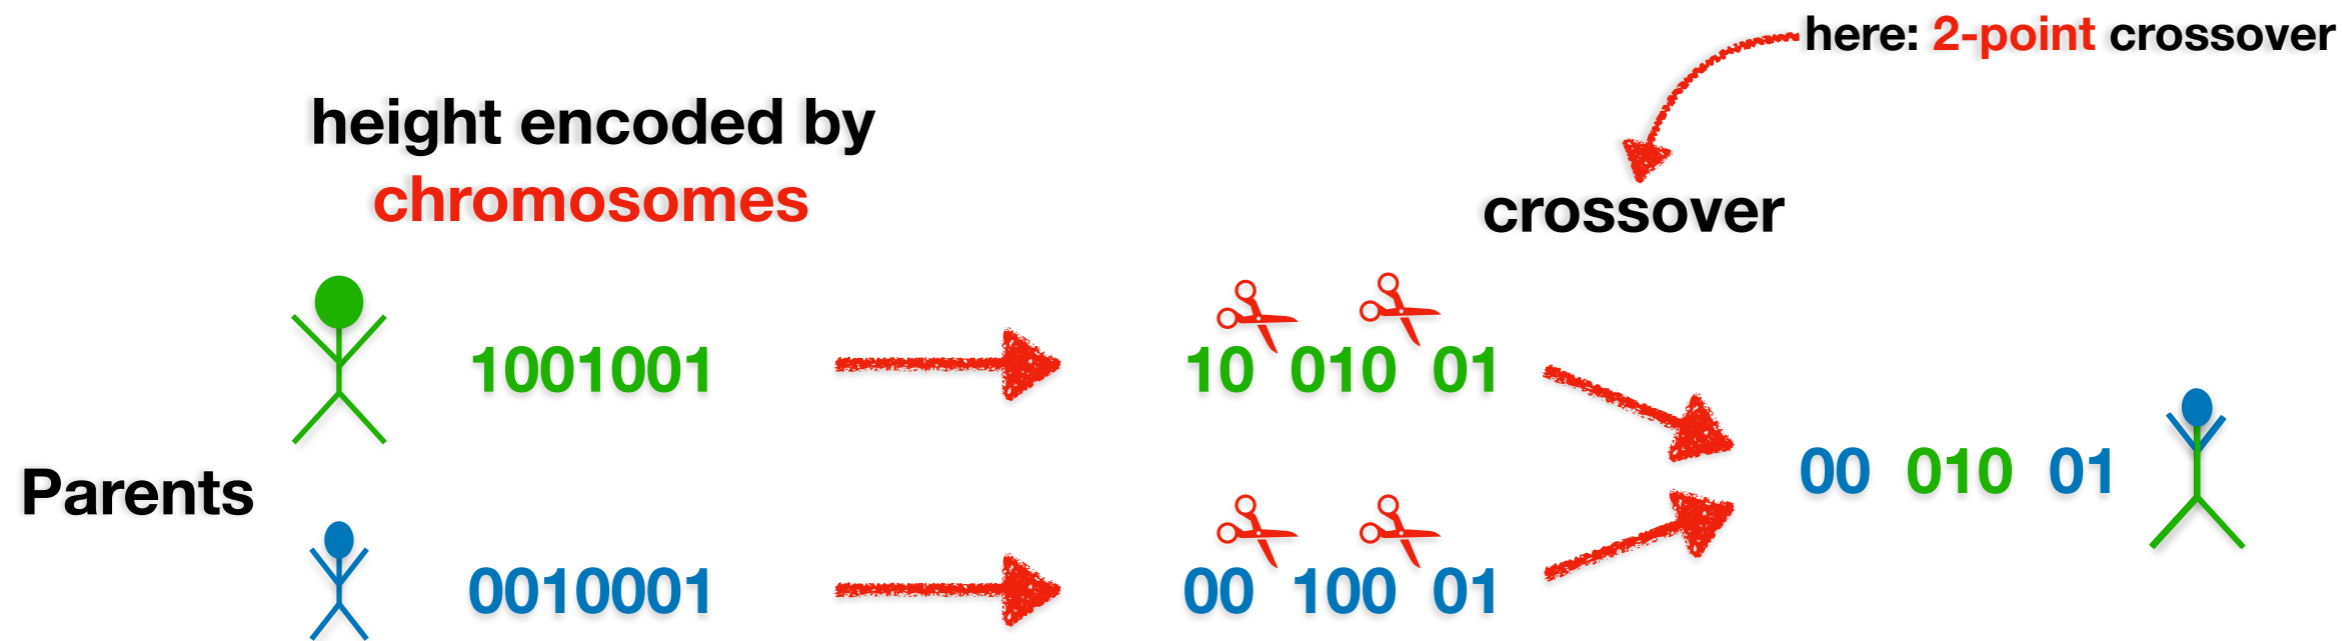 here: 2-point crossover
height encoded by
chromosomes
crossover
1001001
10 010 01
00 010 01
Parents
0010001
00 100 01